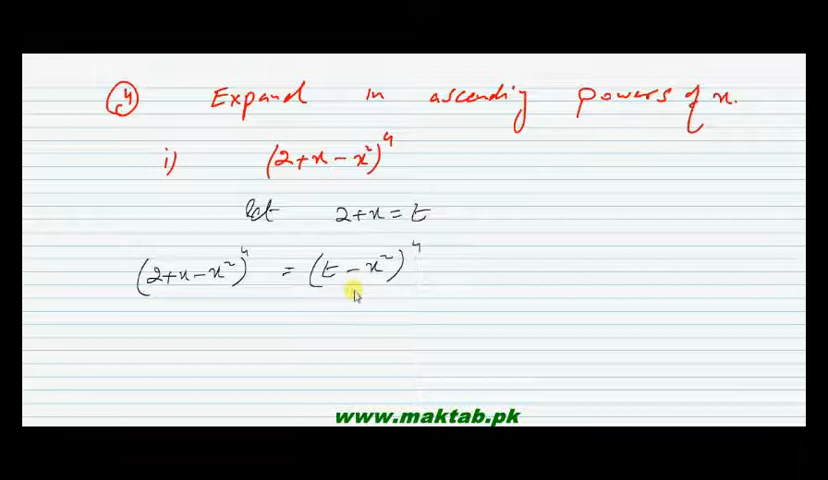 Q4 Expand in ascending powers of x.
i) (2+x-x²)⁴
let 2+x=t
(2+x-x²)⁴ = (t-x²)⁴
www.maktab.pk